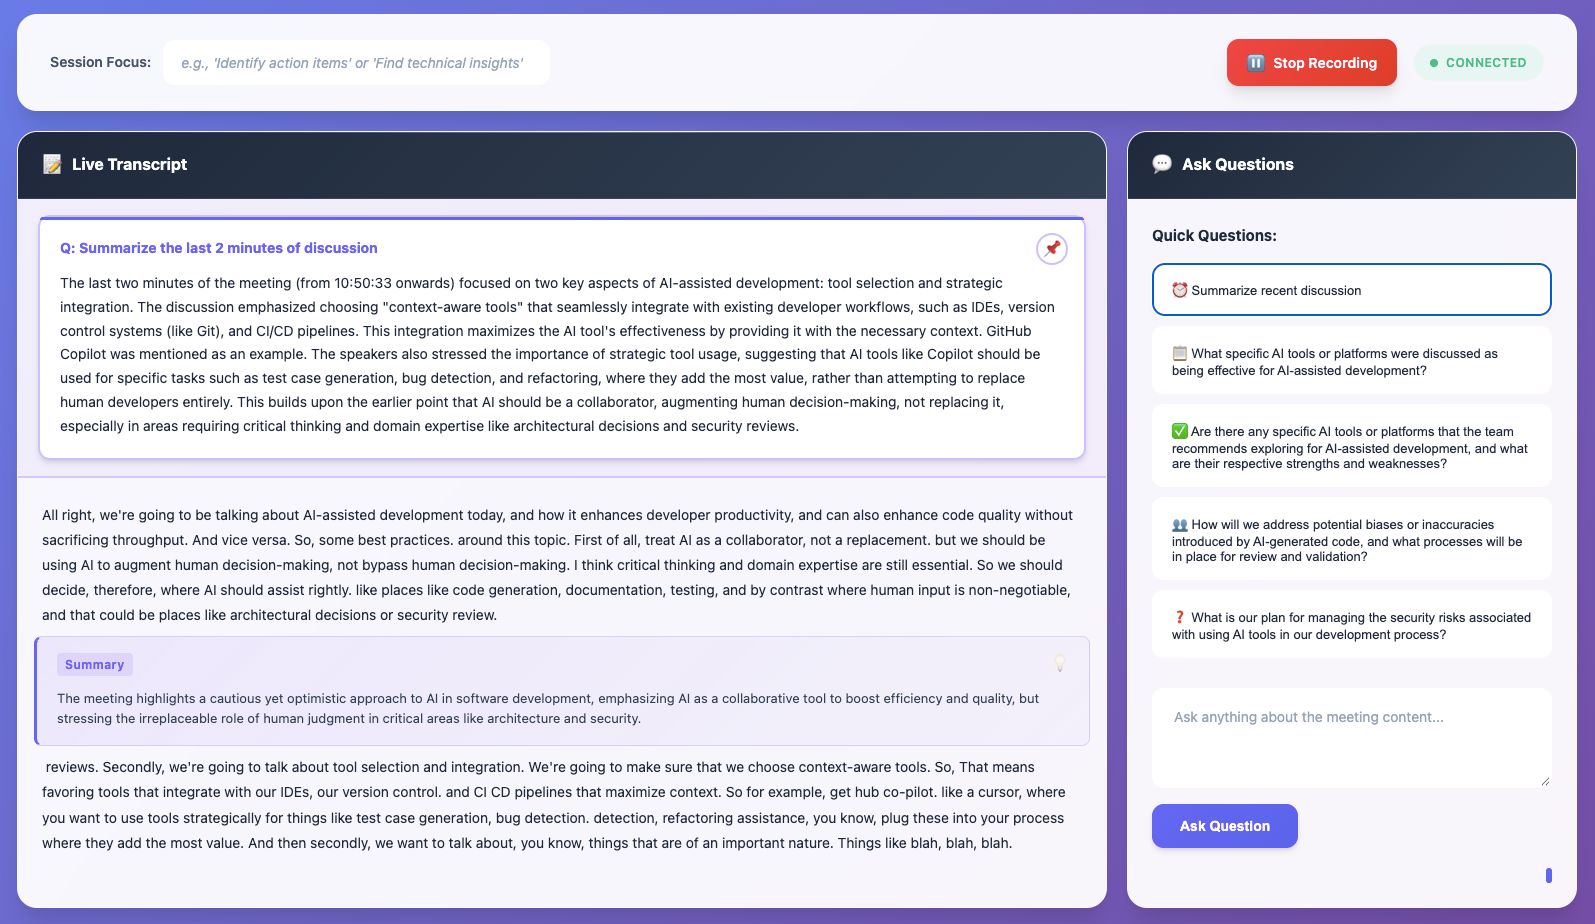 Session Focus:
e.g., 'Identify action items' or 'Find technical insights'
Stop Recording
CONNECTED
Live Transcript
Q: Summarize the last 2 minutes of discussion
The last two minutes of the meeting (from 10:50:33 onwards) focused on two key aspects of AI-assisted development: tool selection and strategic
integration. The discussion emphasized choosing "context-aware tools" that seamlessly integrate with existing developer workflows, such as IDEs, version
control systems (like Git), and CI/CD pipelines. This integration maximizes the AI tool's effectiveness by providing it with the necessary context. GitHub
Copilot was mentioned as an example. The speakers also stressed the importance of strategic tool usage, suggesting that AI tools like Copilot should be
used for specific tasks such as test case generation, bug detection, and refactoring, where they add the most value, rather than attempting to replace
human developers entirely. This builds upon the earlier point that AI should be a collaborator, augmenting human decision-making, not replacing it,
especially in areas requiring critical thinking and domain expertise like architectural decisions and security reviews.
All right, we're going to be talking about AI-assisted development today, and how it enhances developer productivity, and can also enhance code quality without
sacrificing throughput. And vice versa. So, some best practices. around this topic. First of all, treat AI as a collaborator, not a replacement. but we should be
using AI to augment human decision-making, not bypass human decision-making. I think critical thinking and domain expertise are still essential. So we should
decide, therefore, where AI should assist rightly. like places like code generation, documentation, testing, and by contrast where human input is non-negotiable,
and that could be places like architectural decisions or security review.
Summary
The meeting highlights a cautious yet optimistic approach to AI in software development, emphasizing AI as a collaborative tool to boost efficiency and quality, but
stressing the irreplaceable role of human judgment in critical areas like architecture and security.
reviews. Secondly, we're going to talk about tool selection and integration. We're going to make sure that we choose context-aware tools. So, That means
favoring tools that integrate with our IDEs, our version control. and CI CD pipelines that maximize context. So for example, get hub co-pilot. like a cursor, where
you want to use tools strategically for things like test case generation, bug detection. detection, refactoring assistance, you know, plug these into your process
where they add the most value. And then secondly, we want to talk about, you know, things that are of an important nature. Things like blah, blah, blah.
Ask Questions
Quick Questions:
Summarize recent discussion
What specific AI tools or platforms were discussed as
being effective for AI-assisted development?
Are there any specific AI tools or platforms that the team
recommends exploring for AI-assisted development, and what
are their respective strengths and weaknesses?
How will we address potential biases or inaccuracies
introduced by AI-generated code, and what processes will be
in place for review and validation?
What is our plan for managing the security risks associated
with using AI tools in our development process?
Ask anything about the meeting content...
Ask Question